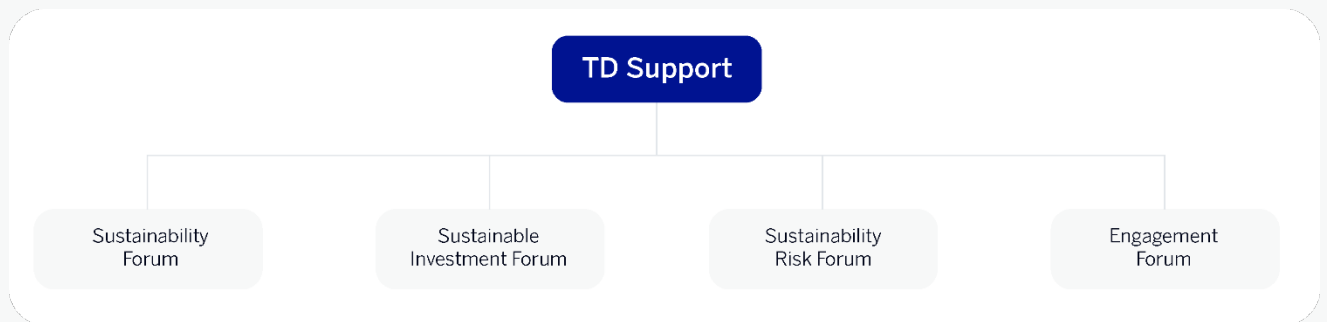 TD Support
Sustainability
Forum
Sustainable
Investment Forum
Sustainability
Risk Forum
Engagement
Forum